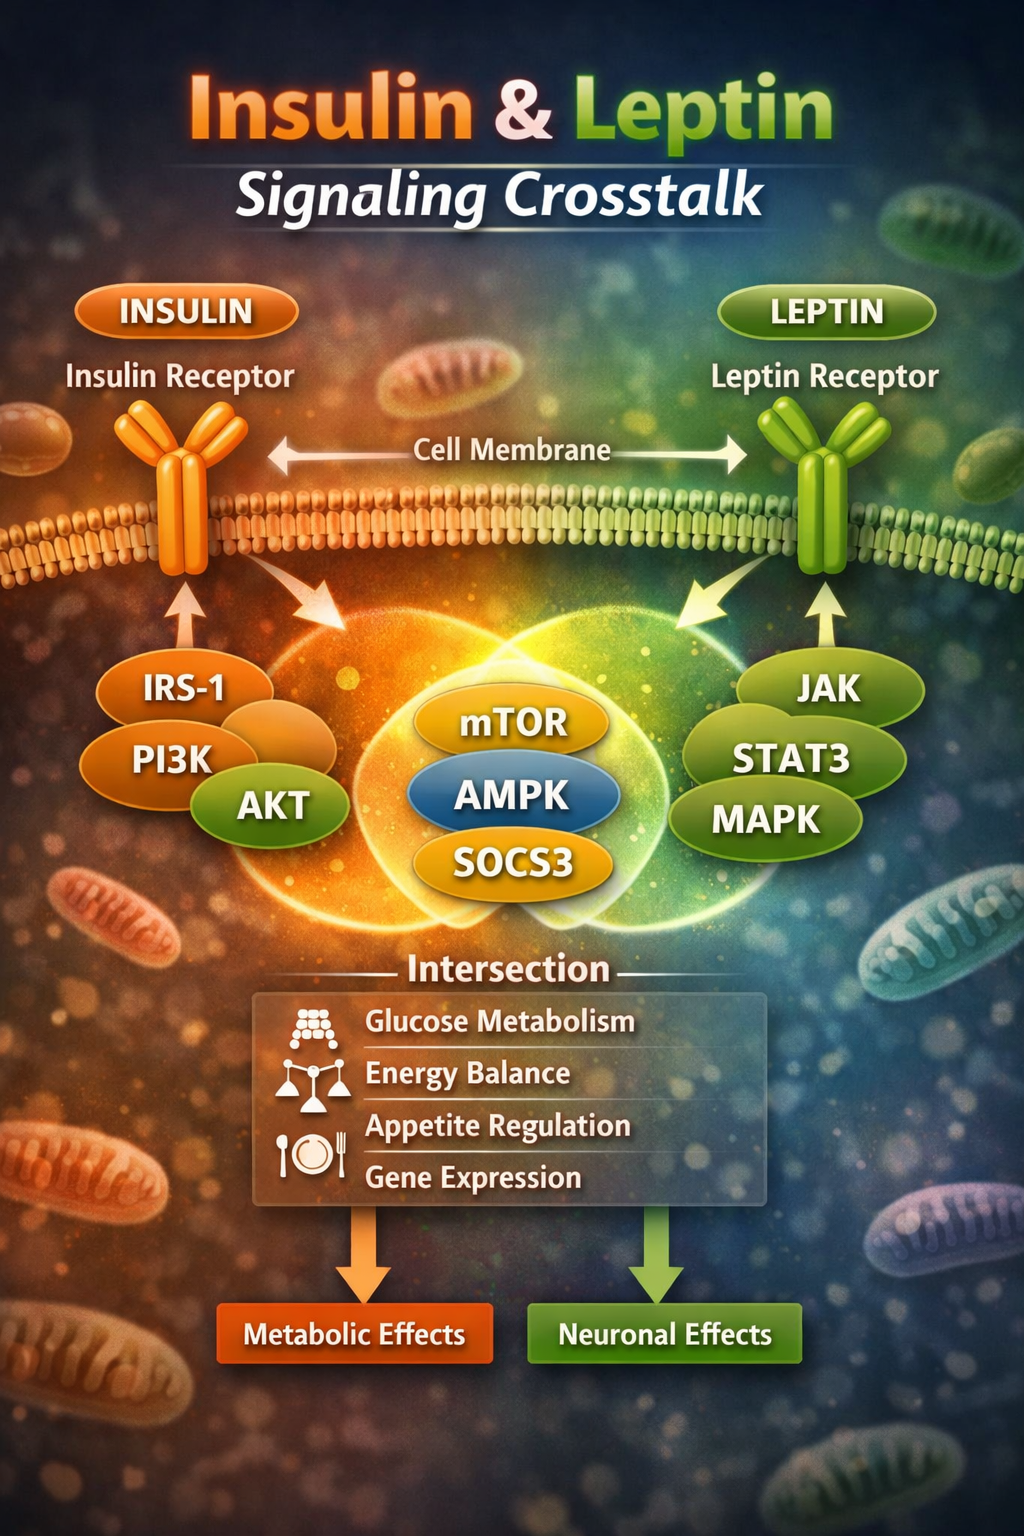 Insulin & Leptin
Signaling Crosstalk
INSULIN
LEPTIN
Insulin Receptor
Leptin Receptor
Cell Membrane
IRS-1
PI3K
AKT
mTOR
AMPK
SOCS3
JAK
STAT3
MAPK
Intersection
Glucose Metabolism
Energy Balance
Appetite Regulation
Gene Expression
Metabolic Effects
Neuronal Effects